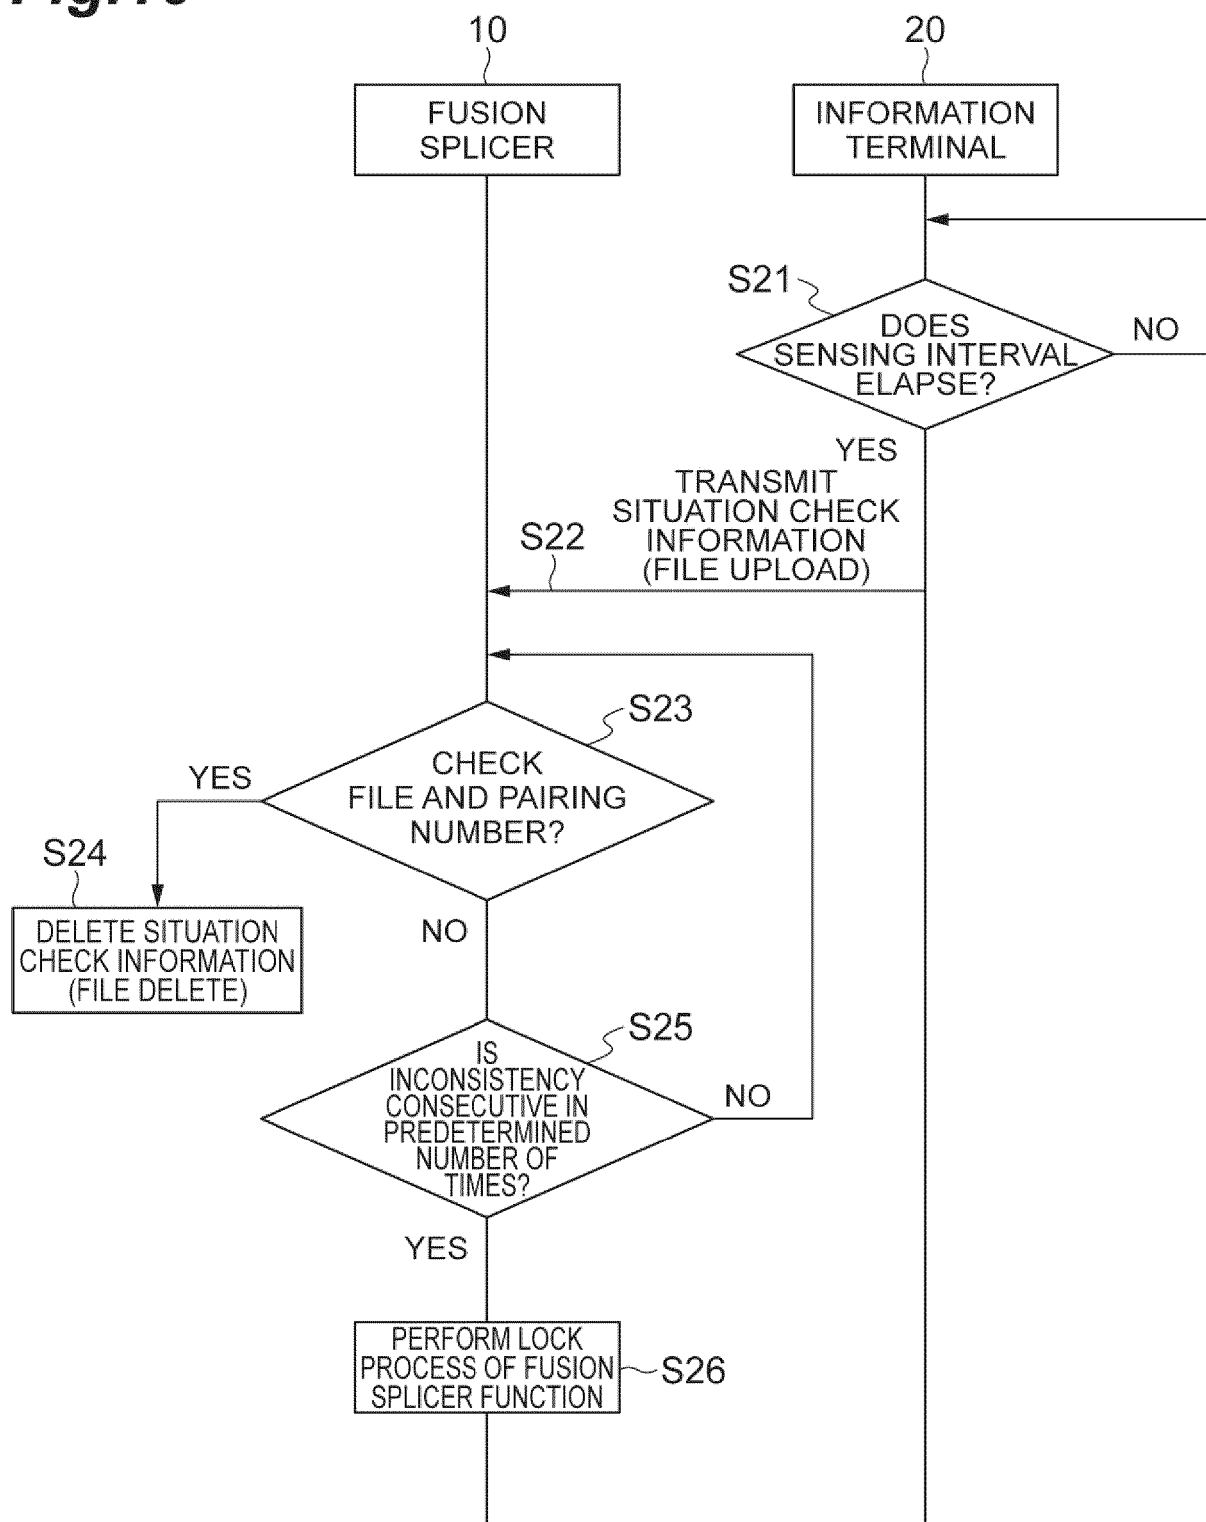 10
20
FUSION
SPLICER
INFORMATION
TERMINAL
S21
DOES
SENSING INTERVAL
ELAPSE?
NO
YES
TRANSMIT
SITUATION CHECK
INFORMATION
(FILE UPLOAD)
S22
S23
CHECK
FILE AND PAIRING
NUMBER?
YES
S24
DELETE SITUATION
CHECK INFORMATION
(FILE DELETE)
NO
S25
IS
INCONSISTENCY
CONSECUTIVE IN
PREDETERMINED
NUMBER OF
TIMES?
NO
YES
PERFORM LOCK
PROCESS OF FUSION
SPLICER FUNCTION
S26